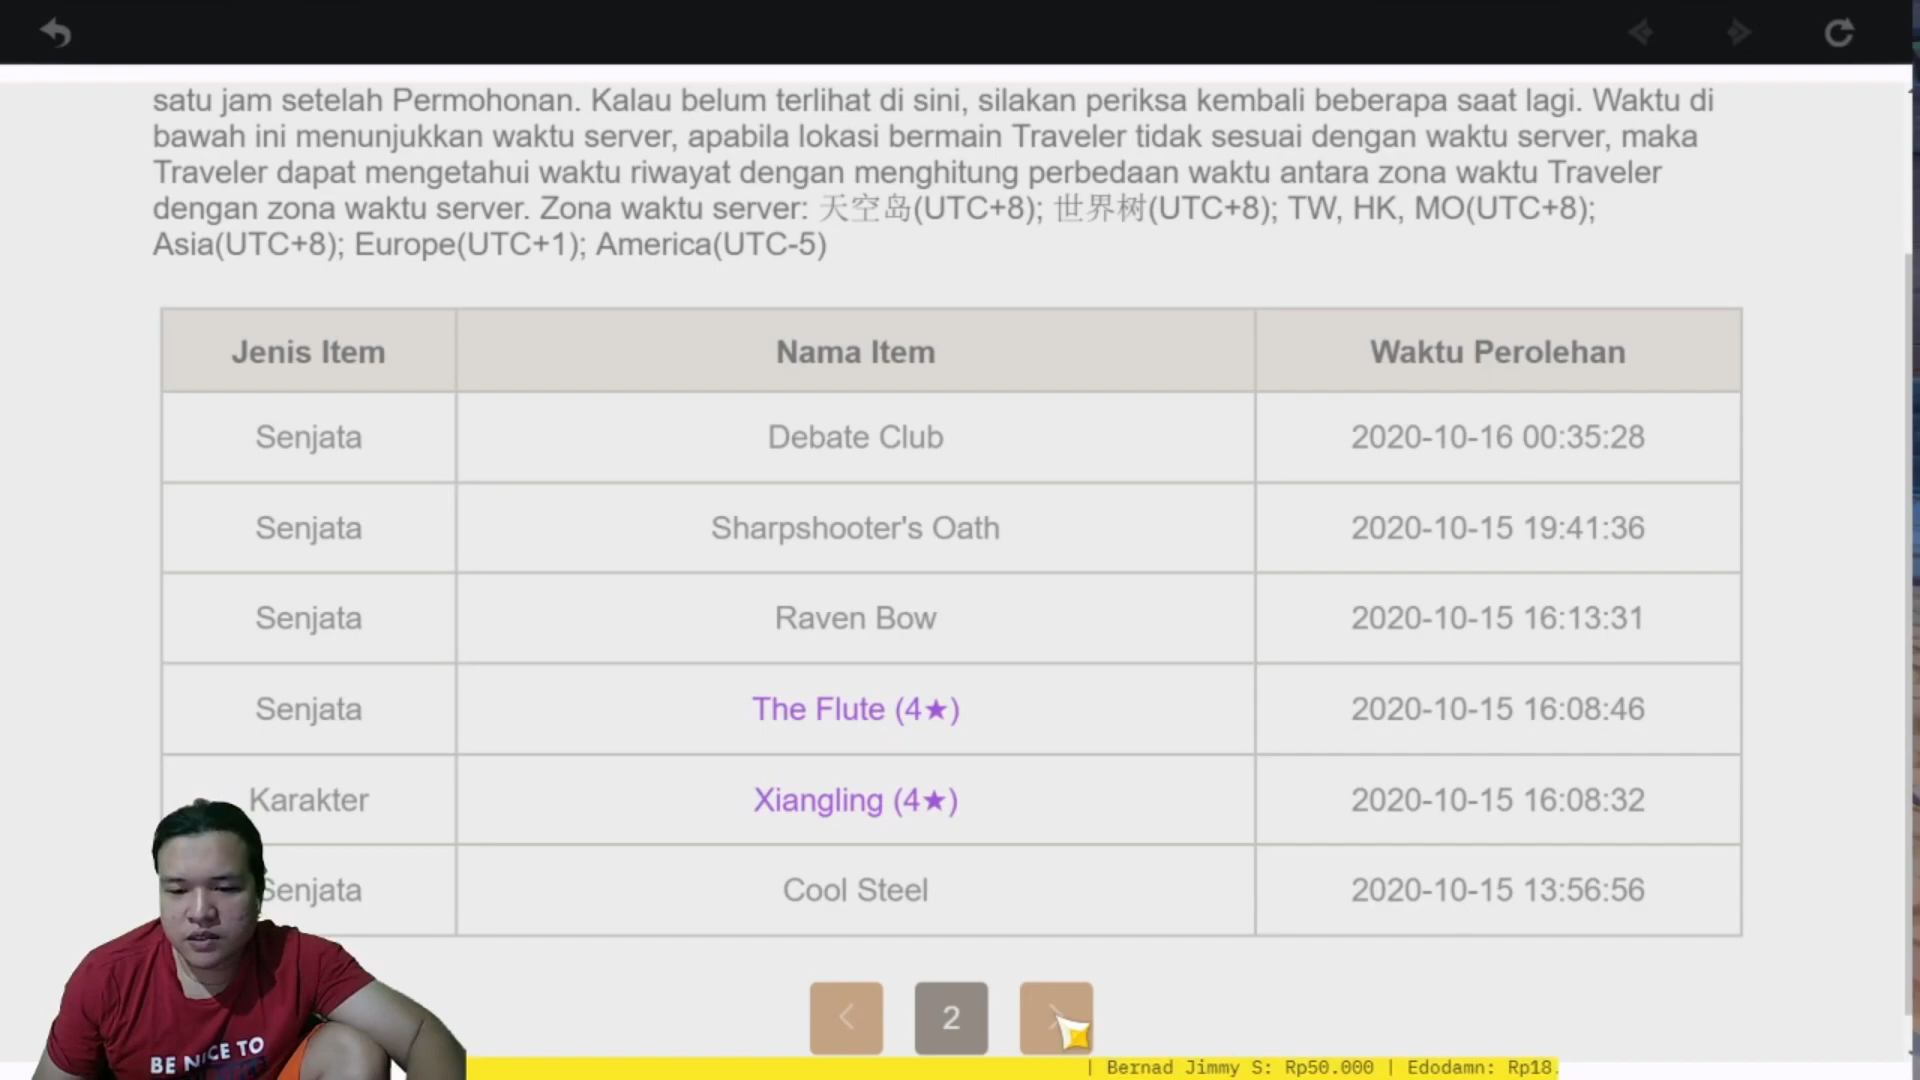 satu jam setelah Permohonan. Kalau belum terlihat di sini, silakan periksa kembali beberapa saat lagi. Waktu di
bawah ini menunjukkan waktu server, apabila lokasi bermain Traveler tidak sesuai dengan waktu server, maka
Traveler dapat mengetahui waktu riwayat dengan menghitung perbedaan waktu antara zona waktu Traveler
dengan zona waktu server. Zona waktu server: 天空岛(UTC+8); 世界树(UTC+8); TW, HK, MO(UTC+8);
Asia(UTC+8); Europe(UTC+1); America(UTC-5)
Jenis Item Nama Item Waktu Perolehan
Senjata Debate Club 2020-10-16 00:35:28
Senjata Sharpshooter's Oath 2020-10-15 19:41:36
Senjata Raven Bow 2020-10-15 16:13:31
Senjata The Flute (4★) 2020-10-15 16:08:46
Karakter Xiangling (4★) 2020-10-15 16:08:32
Senjata Cool Steel 2020-10-15 13:56:56
2
BE NICE TO
| Bernad Jimmy S: Rp50.000 | Edodamn: Rp18.